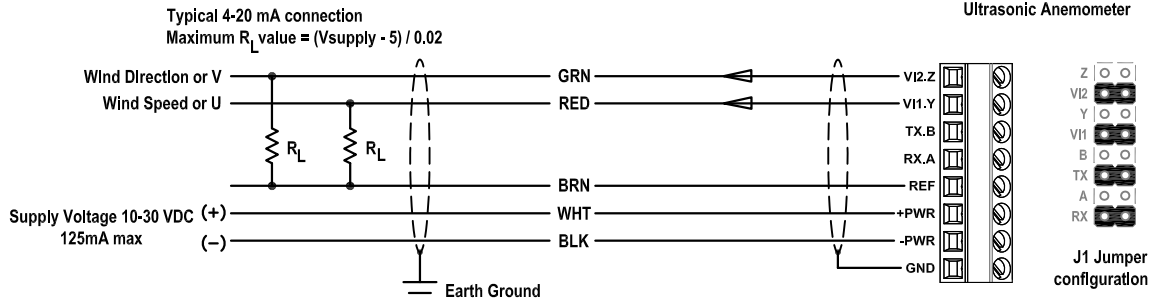 Typical 4-20 mA connection
Maximum RL value = (Vsupply - 5) / 0.02
Ultrasonic Anemometer
Wind Direction or V
GRN
VI2.Z
Wind Speed or U
RED
VI1.Y
TX.B
RX.A
RL
RL
BRN
REF
Supply Voltage 10-30 VDC (+)
WHT
+PWR
125mA max
(–)
BLK
-PWR
GND
Earth Ground
Z
VI2
Y
VI1
B
TX
A
RX
J1 Jumper
configuration